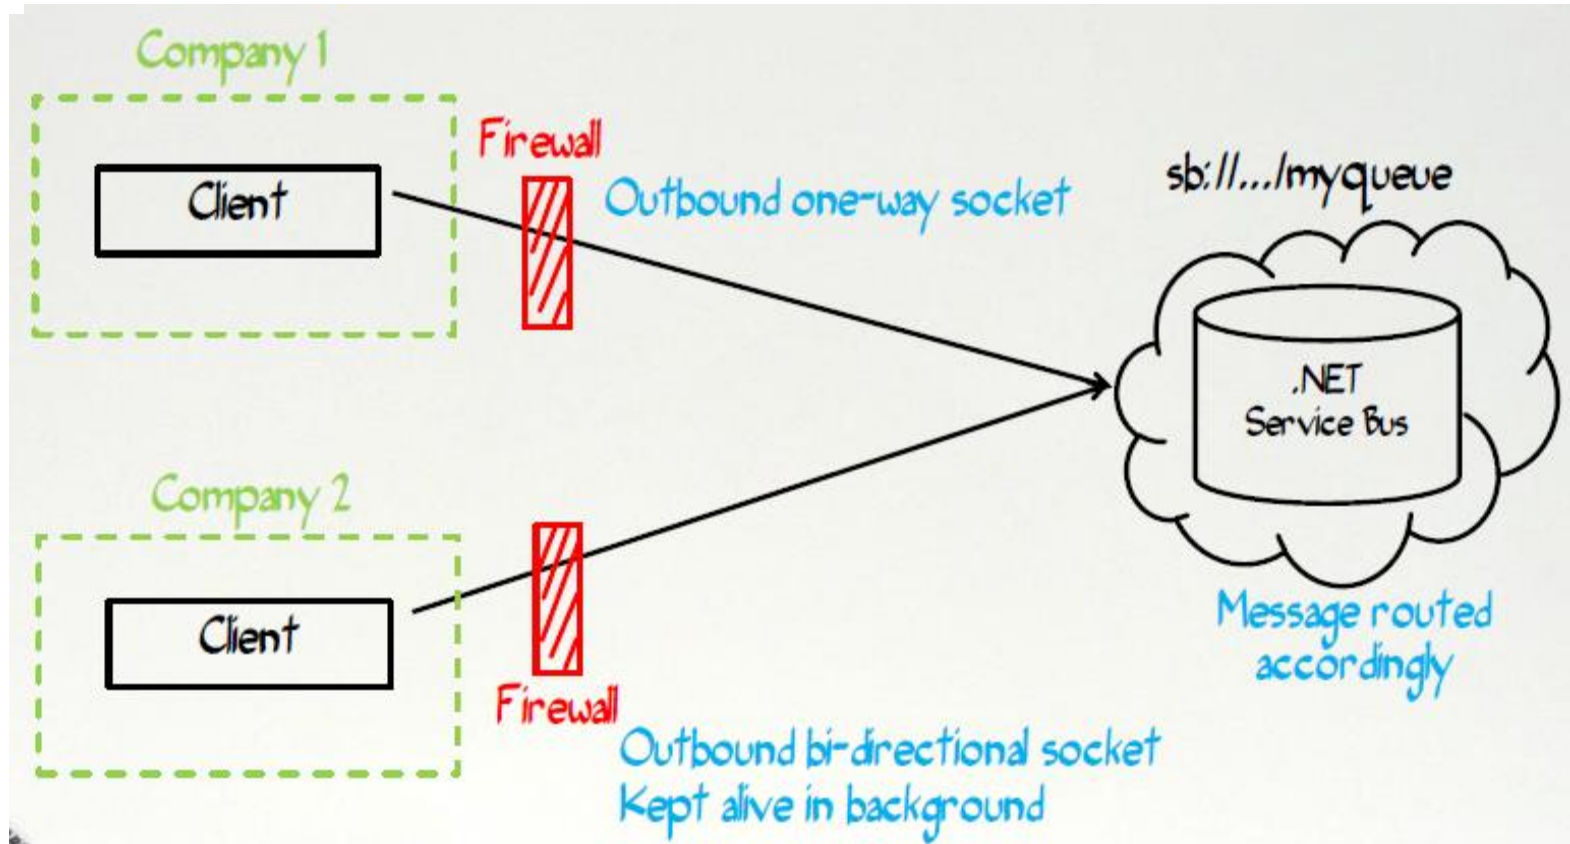 Company 1
Client
Firewall
Outbound one-way socket
sb://.../myqueue
.NET
Service Bus
Message routed
accordingly
Company 2
Client
Firewall
Outbound bi-directional socket
Kept alive in background